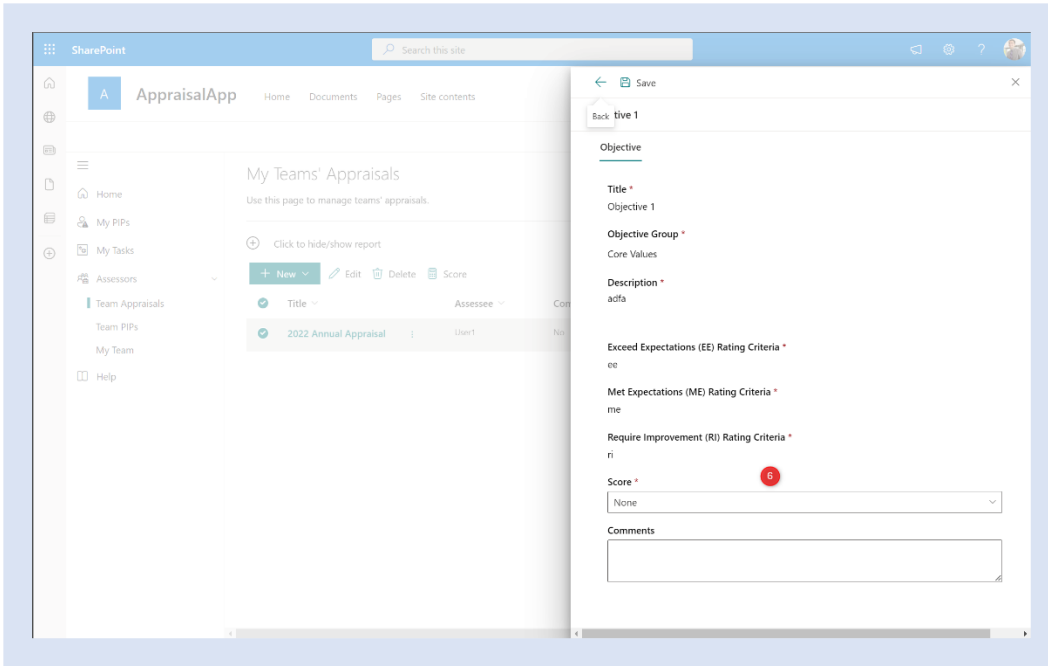 SharePoint
Search this site
?
A
AppraisalApp
Home Documents Pages Site contents
Home
My PIPs
My Tasks
Assessors
Team Appraisals
Team PIPs
My Team
Help
My Teams' Appraisals
Use this page to manage teams' appraisals.
Click to hide/show report
New Edit Delete Score
Title Assessee Con
2022 Annual Appraisal User1 No
Save
Back
tive 1
Objective
Title *
Objective 1
Objective Group *
Core Values
Description *
adfa
Exceed Expectations (EE) Rating Criteria *
ee
Met Expectations (ME) Rating Criteria *
me
Require Improvement (RI) Rating Criteria *
ri
6
Score *
None
Comments